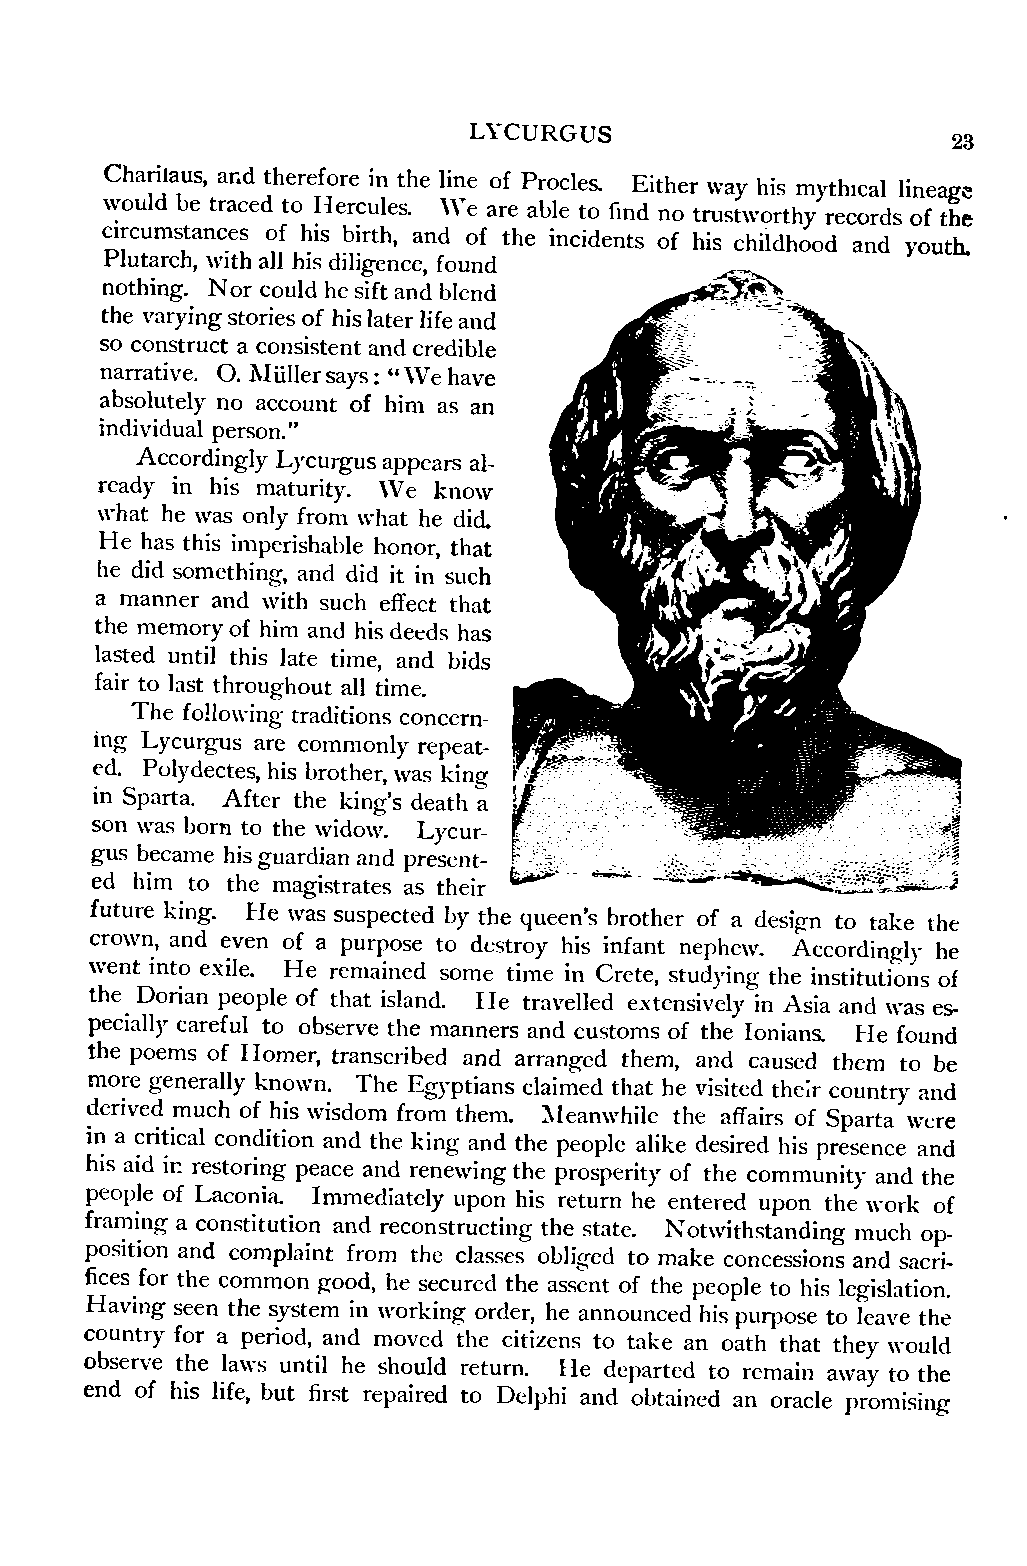 LYCURGUS
23
Charilaus, and therefore in the line of Procles. Either way his mythical lineage
would be traced to Hercules. We are able to find no trustworthy records of the
circumstances of his birth, and of the incidents of his childhood and youth.
Plutarch, with all his diligence, found
nothing. Nor could he sift and blend
the varying stories of his later life and
so construct a consistent and credible
narrative. O. Müller says: "We have
absolutely no account of him as an
individual person."
Accordingly Lycurgus appears al-
ready in his maturity. We know
what he was only from what he did.
He has this imperishable honor, that
he did something, and did it in such
a manner and with such effect that
the memory of him and his deeds has
lasted until this late time, and bids
fair to last throughout all time.
The following traditions concern-
ing Lycurgus are commonly repeat-
ed. Polydectes, his brother, was king
in Sparta. After the king's death a
son was born to the widow. Lycur-
gus became his guardian and present-
ed him to the magistrates as their
future king. He was suspected by the queen's brother of a design to take the
crown, and even of a purpose to destroy his infant nephew. Accordingly he
went into exile. He remained some time in Crete, studying the institutions of
the Dorian people of that island. He travelled extensively in Asia and was es-
pecially careful to observe the manners and customs of the Ionians. He found
the poems of Homer, transcribed and arranged them, and caused them to be
more generally known. The Egyptians claimed that he visited their country and
derived much of his wisdom from them. Meanwhile the affairs of Sparta were
in a critical condition and the king and the people alike desired his presence and
his aid in restoring peace and renewing the prosperity of the community and the
people of Laconia. Immediately upon his return he entered upon the work of
framing a constitution and reconstructing the state. Notwithstanding much op-
position and complaint from the classes obliged to make concessions and sacri-
fices for the common good, he secured the assent of the people to his legislation.
Having seen the system in working order, he announced his purpose to leave the
country for a period, and moved the citizens to take an oath that they would
observe the laws until he should return. He departed to remain away to the
end of his life, but first repaired to Delphi and obtained an oracle promising